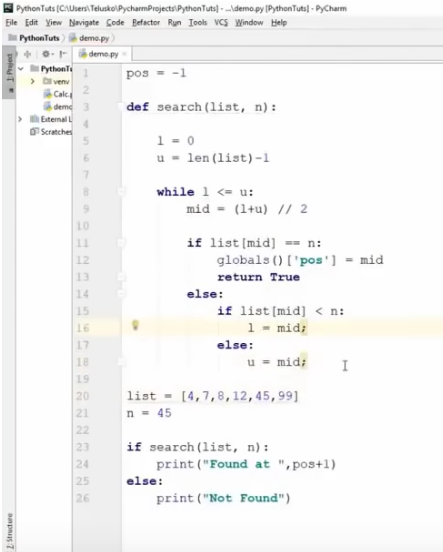 PythonTuts [C:\Users\Telusko\PycharmProjects\PythonTuts] - ...\demo.py [PythonTuts] - PyCharm
File Edit View Navigate Code Refactor Run Tools VCS Window Help
PythonTuts demo.py
1: Project
demo.py ×
PythonTu
venv
Calc.p
demo
External L
Scratches
1 pos = -1
2
3 def search(list, n):
4
5 l = 0
6 u = len(list)-1
7
8 while l <= u:
9 mid = (l+u) // 2
10
11 if list[mid] == n:
12 globals()['pos'] = mid
13 return True
14 else:
15 if list[mid] < n:
16 l = mid;
17 else:
18 u = mid;
19
20 list = [4,7,8,12,45,99]
21 n = 45
22
23 if search(list, n):
24 print("Found at ",pos+1)
25 else:
26 print("Not Found")
Z: Structure